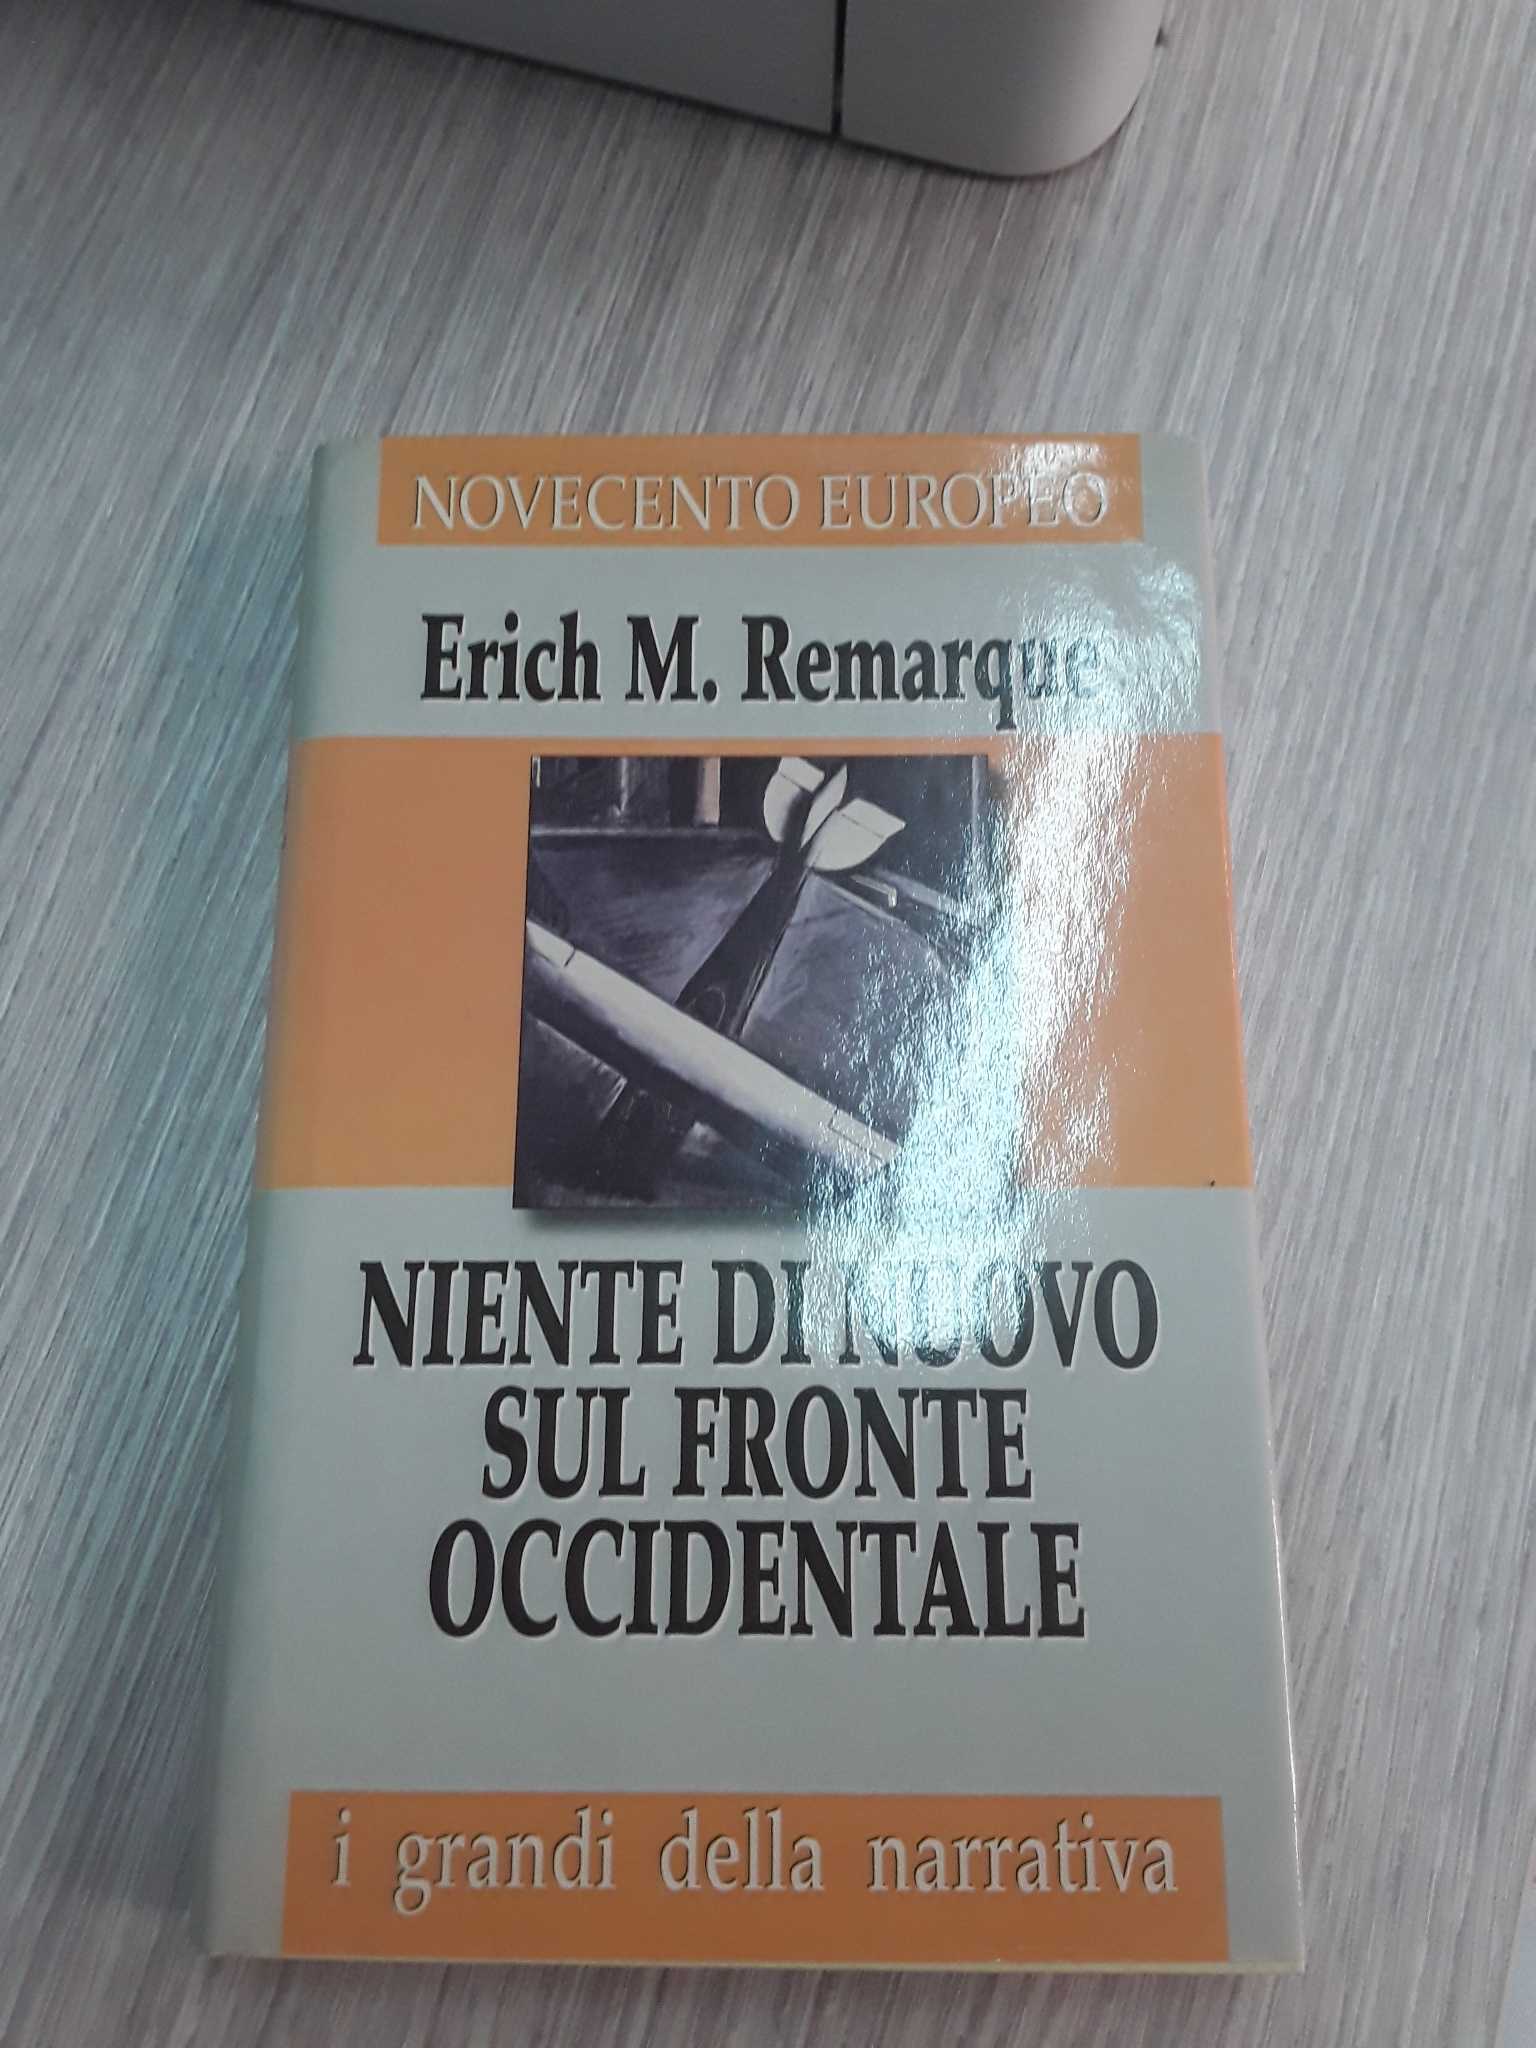 NOVECENTO EUROPEO
Erich M. Remarque
NIENTE DI NUOVO
SUL FRONTE
OCCIDENTALE
i grandi della narrativa